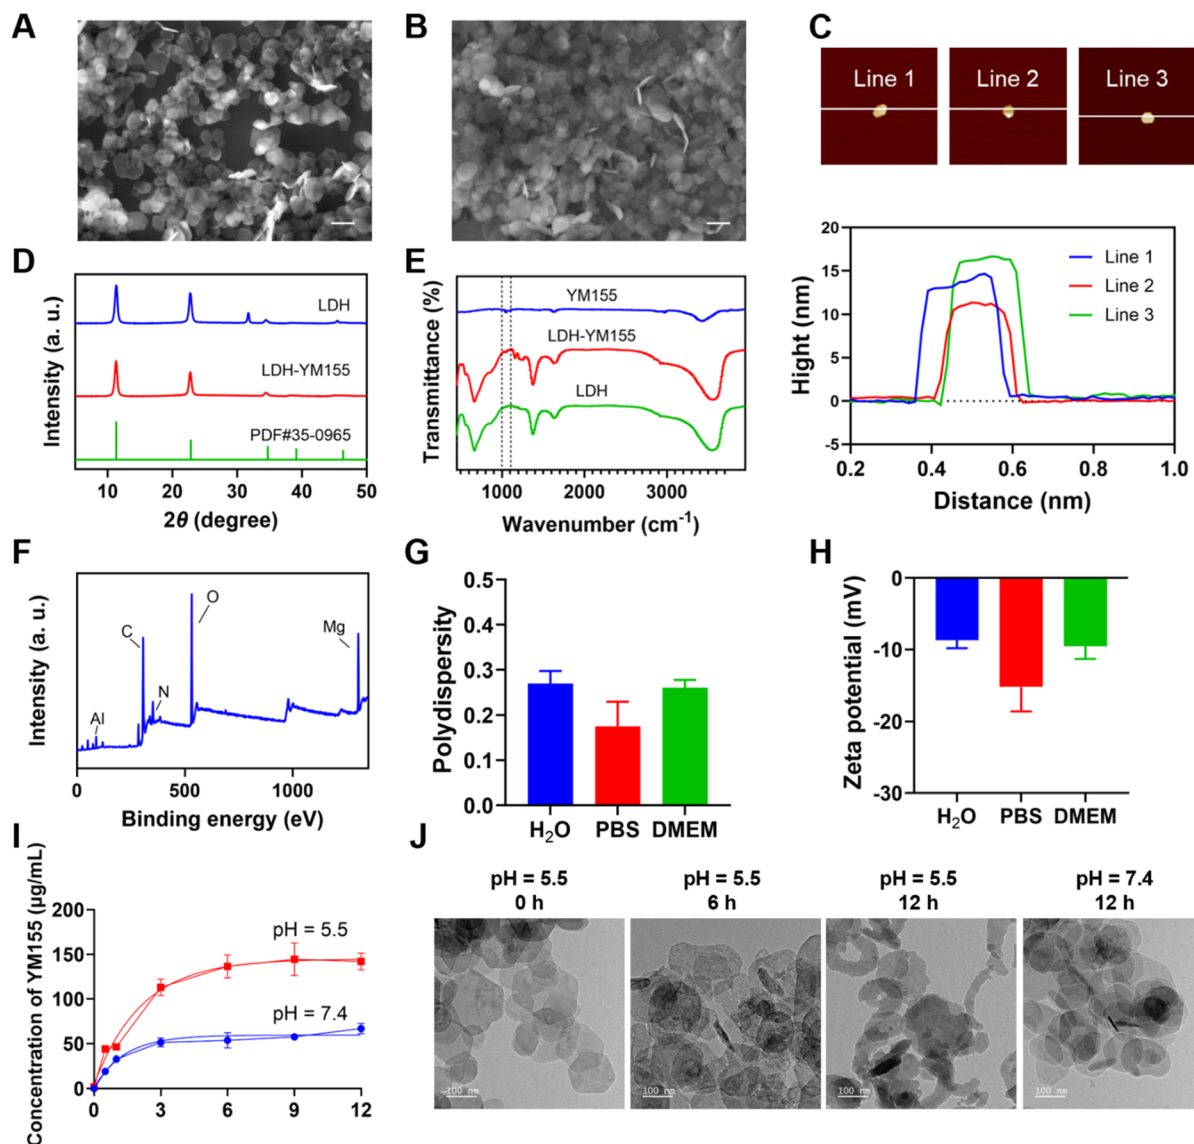 A
B
C
Line 1
Line 2
Line 3
D
Intensity (a. u.)
LDH
LDH-YM155
PDF#35-0965
10
20
30
40
50
2θ (degree)
E
Transmittance (%)
YM155
LDH-YM155
LDH
1000
2000
3000
Wavenumber (cm⁻¹)
Hight (nm)
20
15
10
5
0
-5
Line 1
Line 2
Line 3
0.2
0.4
0.6
0.8
1.0
Distance (nm)
F
Intensity (a. u.)
Al
C
N
O
Mg
0
500
1000
Binding energy (eV)
G
Polydispersity
0.5
0.4
0.3
0.2
0.1
0.0
H₂O
PBS
DMEM
H
Zeta potential (mV)
0
-10
-20
-30
H₂O
PBS
DMEM
I
Concentration of YM155 (μg/mL)
200
150
100
50
0
pH = 5.5
pH = 7.4
0
3
6
9
12
J
pH = 5.5
0 h
pH = 5.5
6 h
pH = 5.5
12 h
pH = 7.4
12 h
100 nm
100 nm
100 nm
100 nm